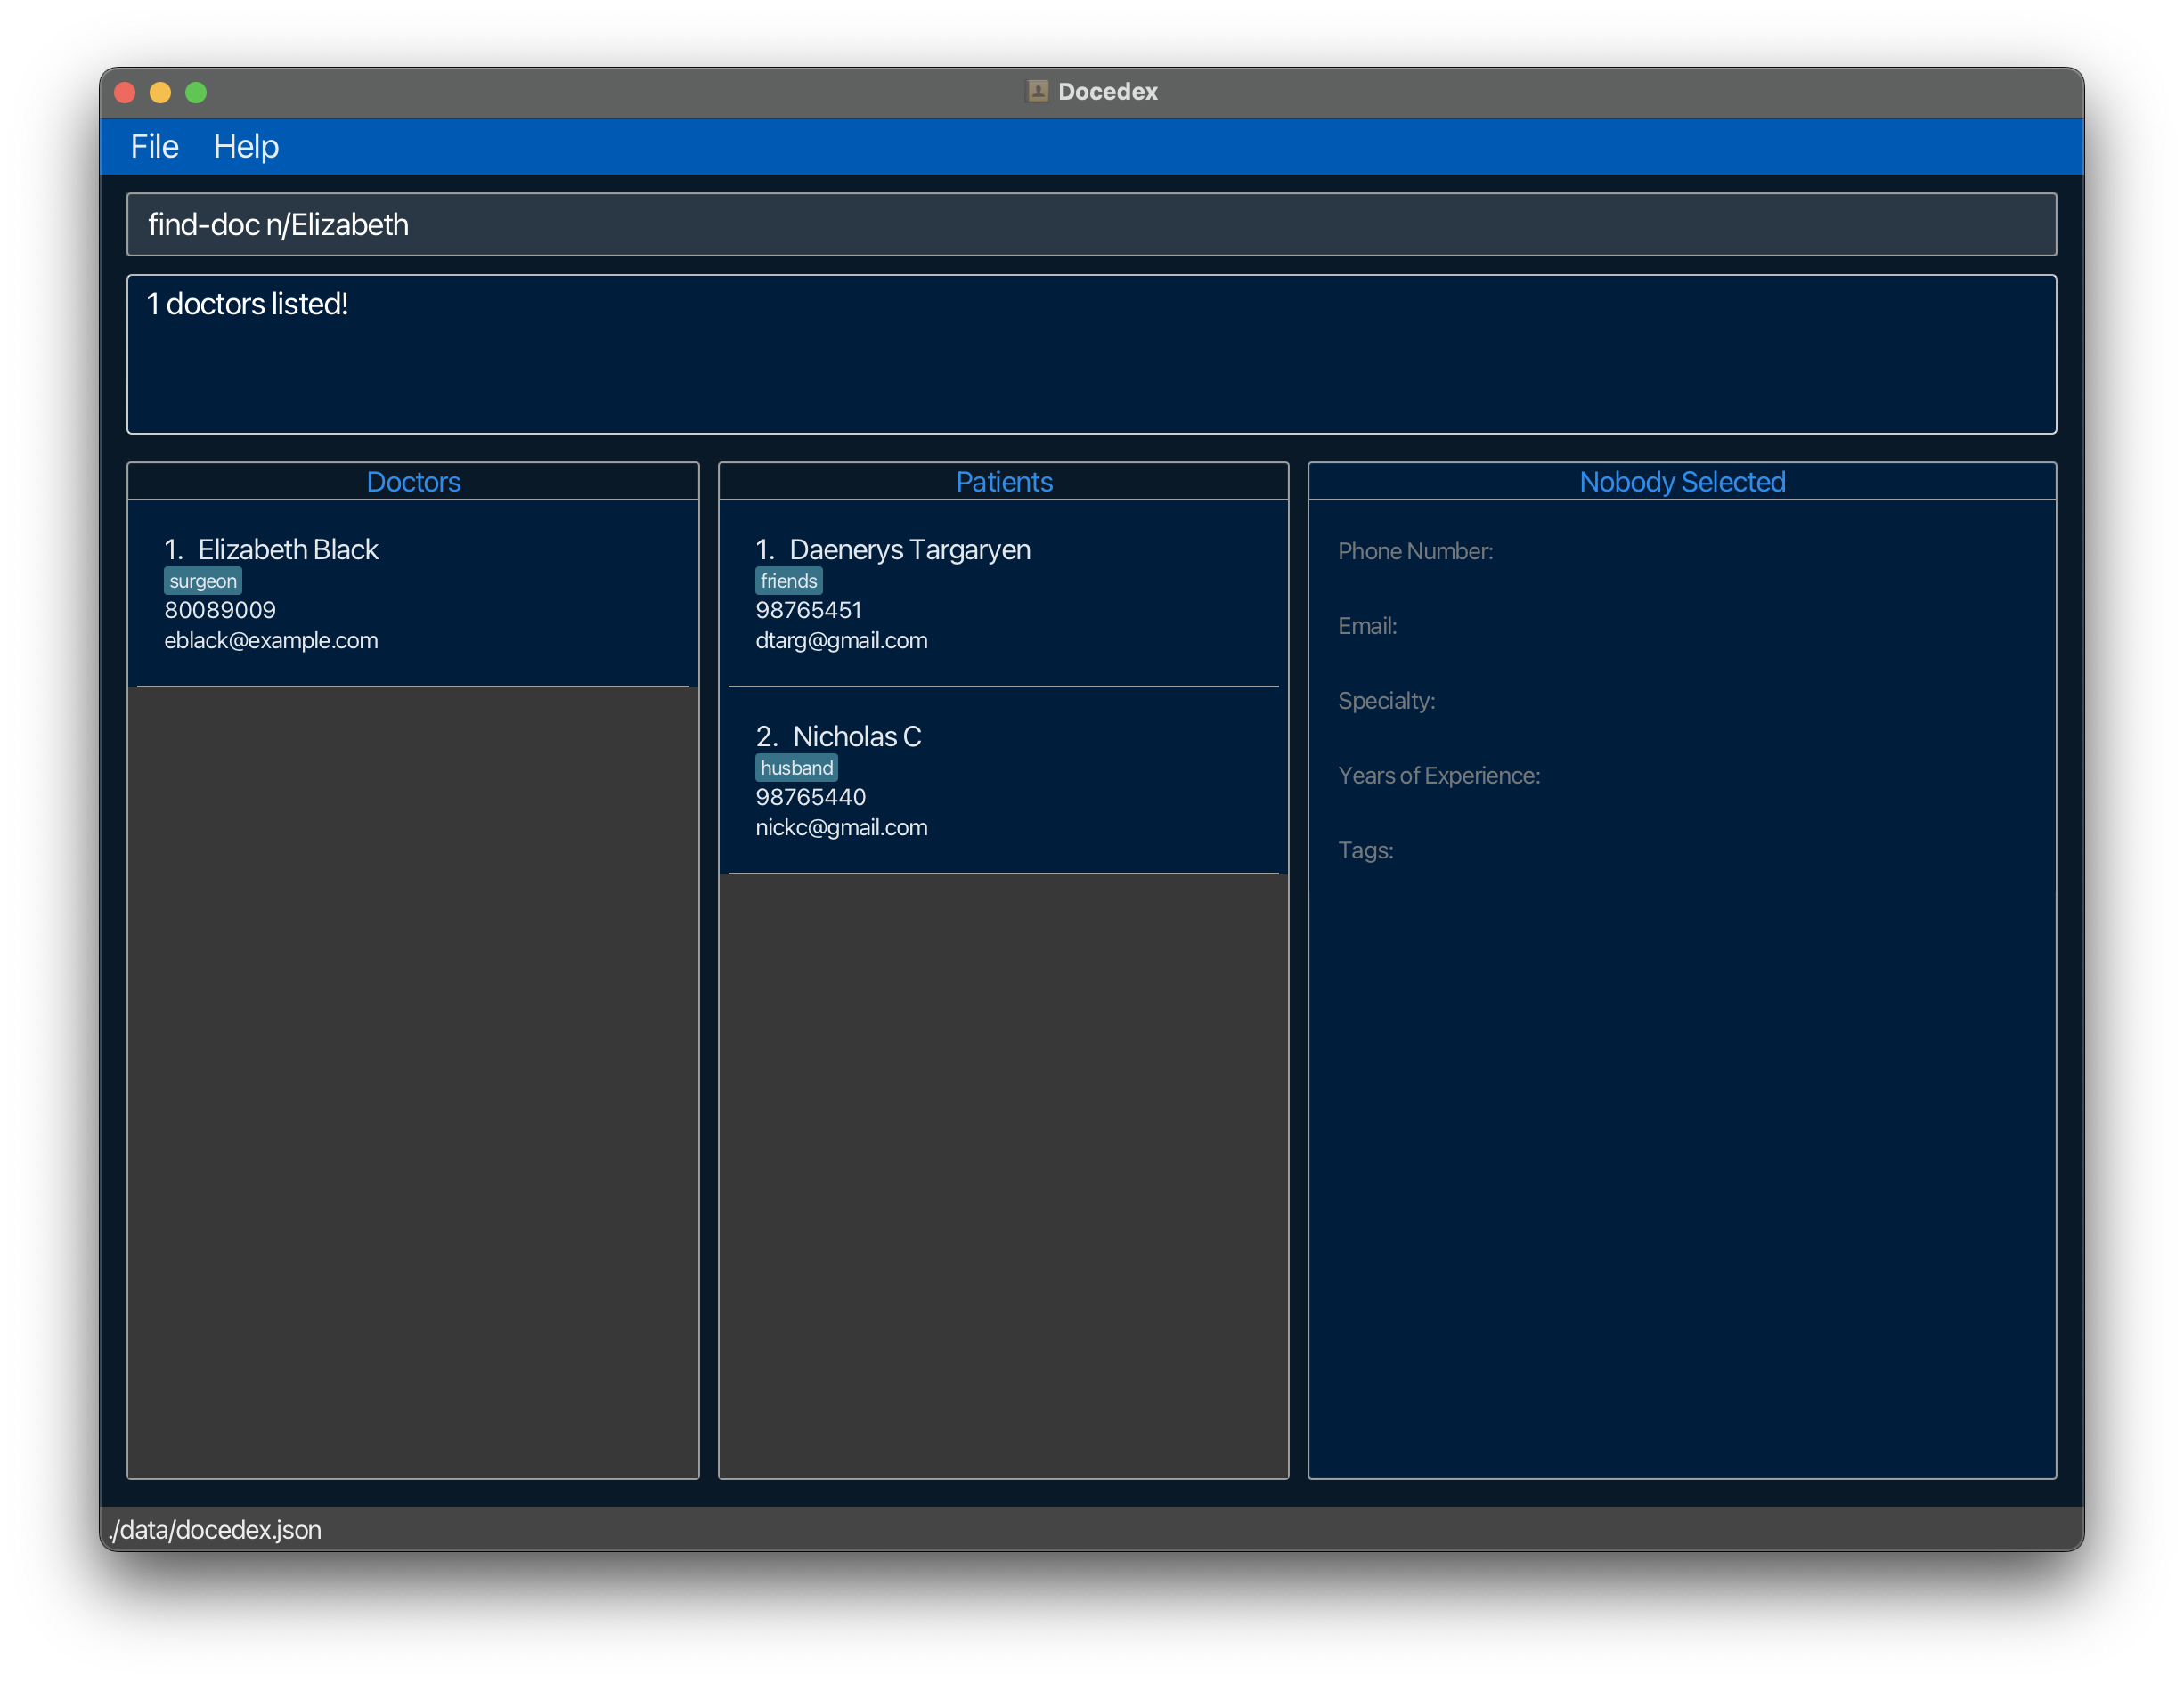 Docedex
File Help
find-doc n/Elizabeth
1 doctors listed!
Doctors
1. Elizabeth Black
surgeon
80089009
eblack@example.com
Patients
1. Daenerys Targaryen
friends
98765451
dtarg@gmail.com
2. Nicholas C
husband
98765440
nickc@gmail.com
Nobody Selected
Phone Number:
Email:
Specialty:
Years of Experience:
Tags:
./data/docedex.json